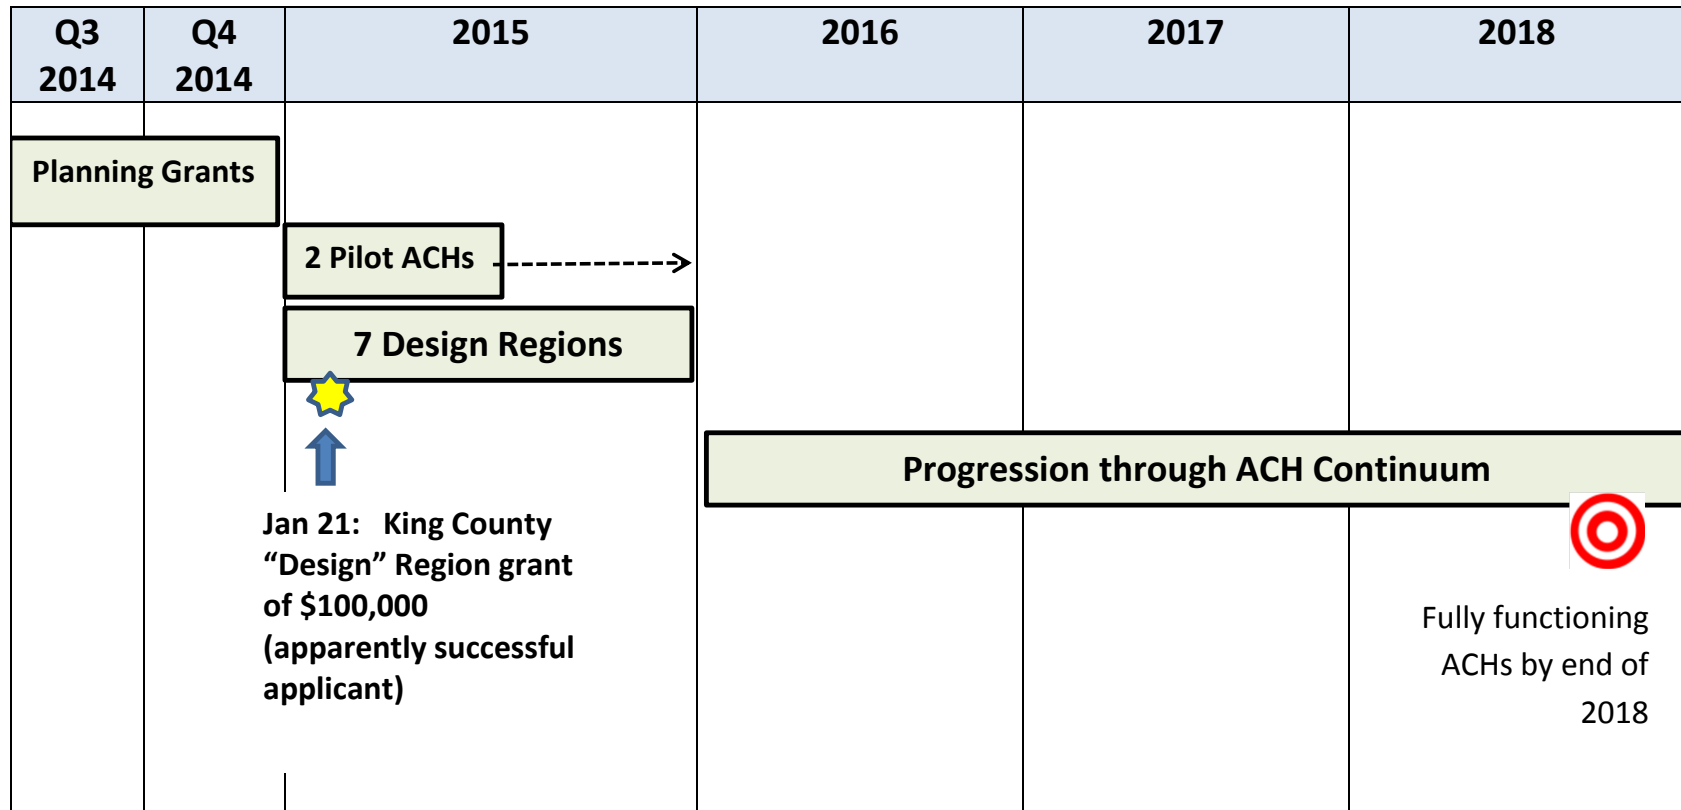 Q3
2014
Q4
2014
2015
2016
2017
2018
Planning Grants
2 Pilot ACHs
7 Design Regions
Progression through ACH Continuum
Jan 21:   King County
“Design” Region grant
of $100,000
(apparently successful
applicant)
Fully functioning
ACHs by end of
2018